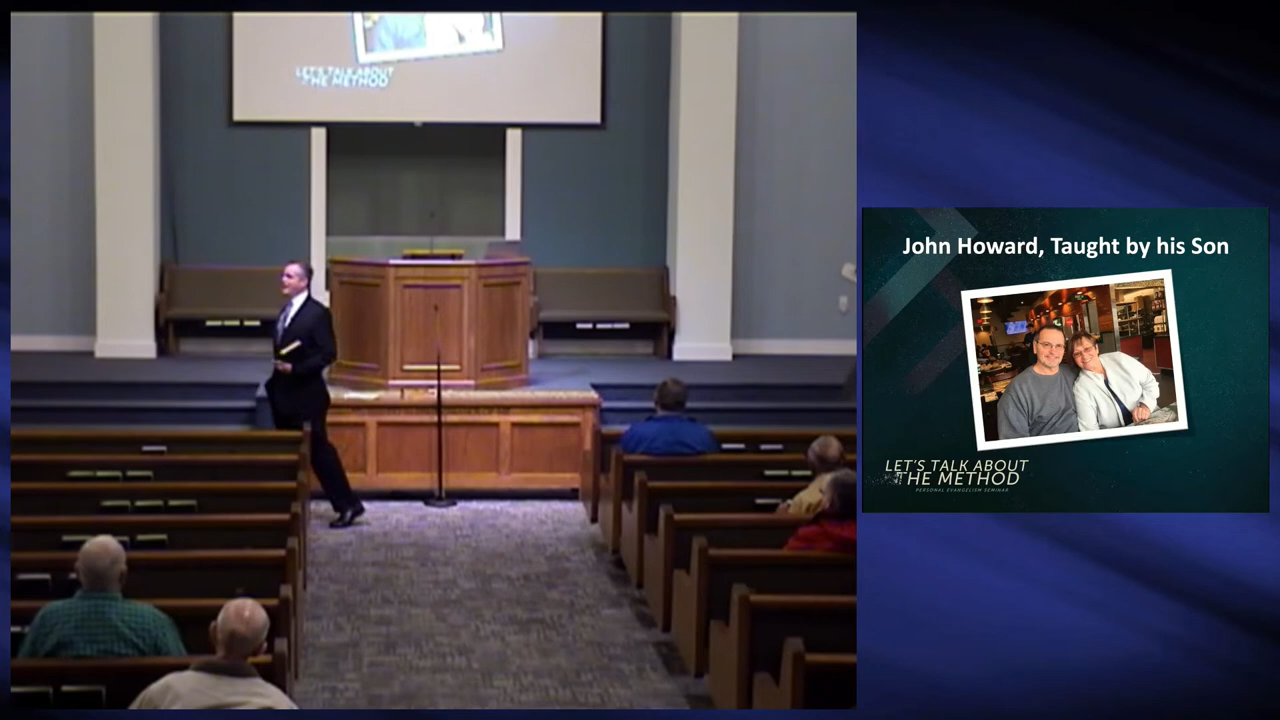 LET'S TALK ABOUT
THE METHOD
John Howard, Taught by his Son
LET'S TALK ABOUT
THE METHOD
PERSONAL EVANGELISM SEMINAR